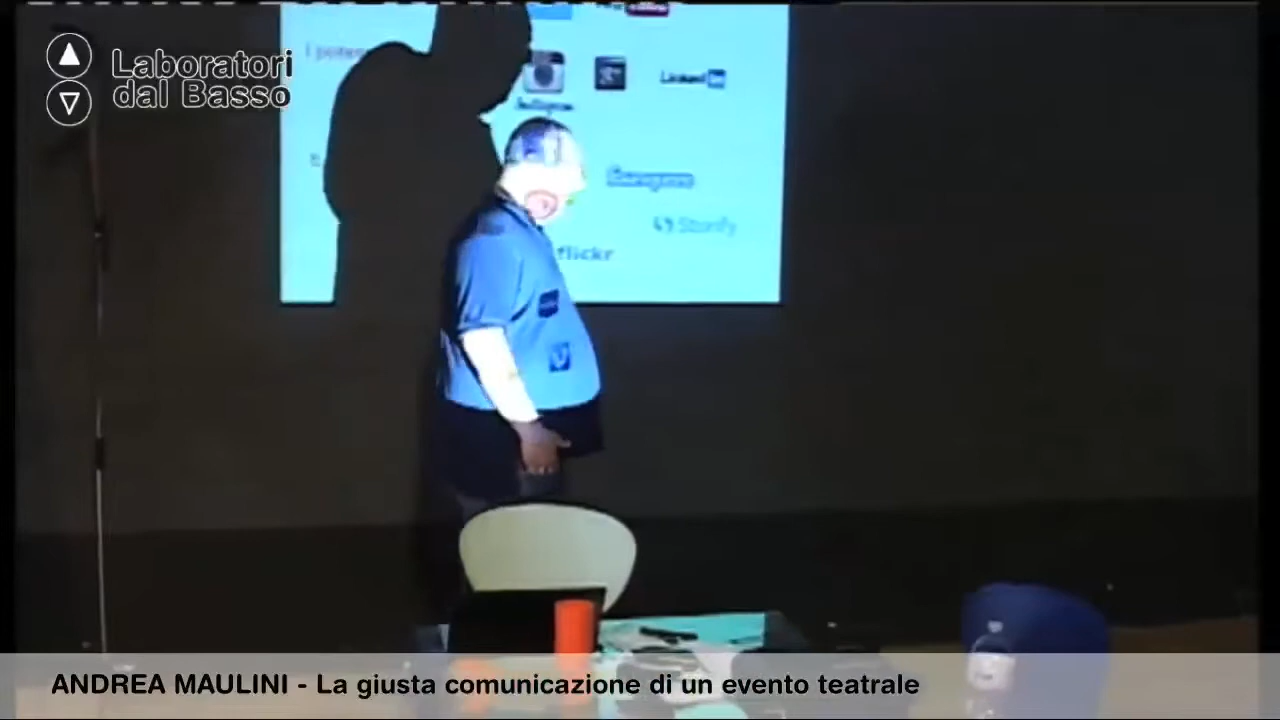 Laboratori
dal Basso
Instagram
Linked in
Storify
flickr
ANDREA MAULINI - La giusta comunicazione di un evento teatrale